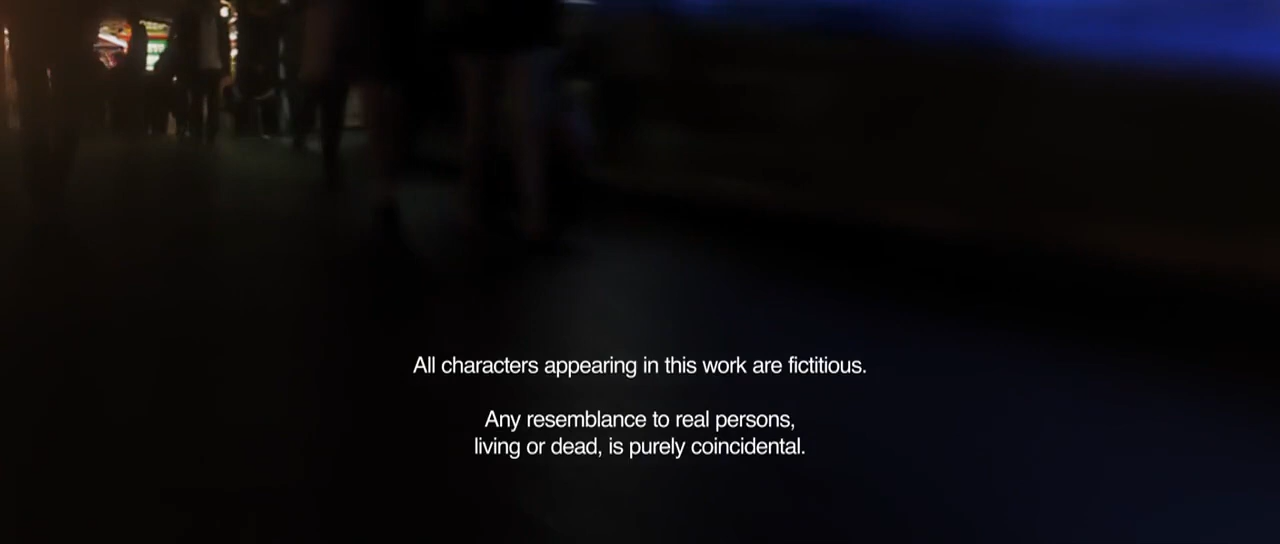 All characters appearing in this work are fictitious.
Any resemblance to real persons,
living or dead, is purely coincidental.